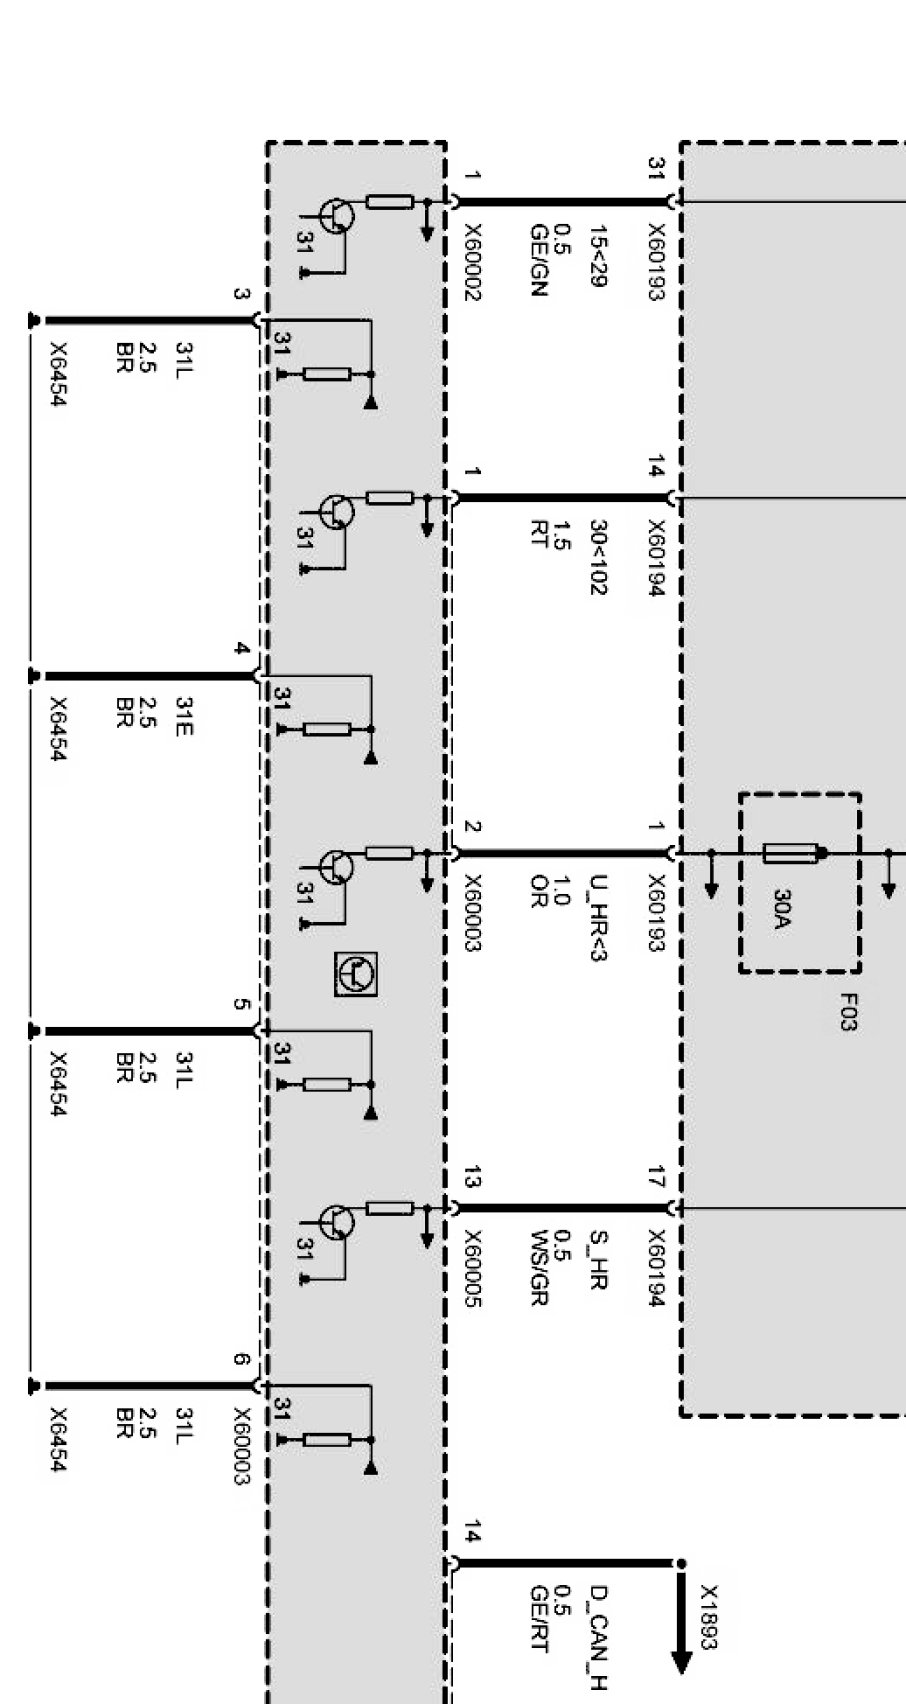 1
31
X60002
0.5
GE/GN
15<29
X60193
31
3
31
X6454
2.5
BR
31L
1
14
X60003
1.5
RT
30<102
X60194
31
4
31
X6454
2.5
BR
31E
2
1
X60003
1.0
OR
U_HR<3
X60193
30A
F03
31
5
31
X6454
2.5
BR
31L
13
17
X60005
0.5
WS/GR
S_HR
X60194
31
6
31
X6454
2.5
BR
31L
X60003
14
0.5
GE/RT
D_CAN_H
X1893